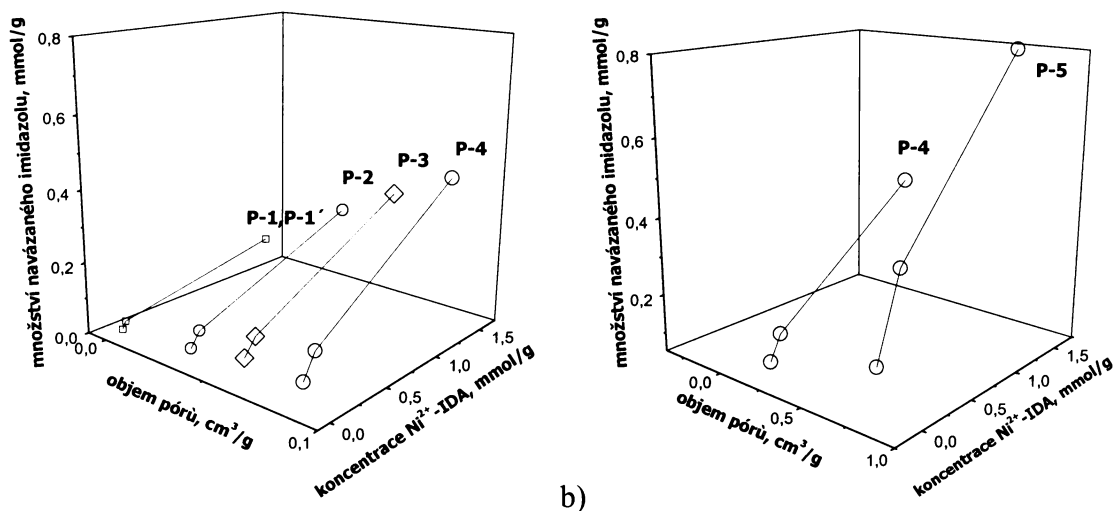 množství navázaného imidazolu, mmol/g
0,8
0,6
0,4
0,2
0,0
P-1,P-1´
P-2
P-3
P-4
0,0
0,1
objem pórù, cm³/g
0,0
0,5
1,0
1,5
koncentrace Ni²⁺-IDA, mmol/g
b)
množství navázaného imidazolu, mmol/g
0,8
0,6
0,4
0,2
P-4
P-5
0,0
0,5
1,0
objem pórù, cm³/g
0,0
0,5
1,0
1,5
koncentrace Ni²⁺-IDA, mmol/g